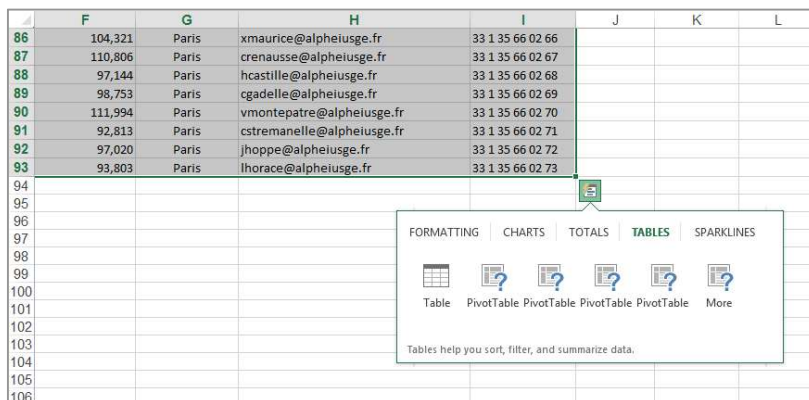 F G H I J K L
86 104,321 Paris xmaurice@alpheiusge.fr 33 1 35 66 02 66
87 110,806 Paris crenausse@alpheiusge.fr 33 1 35 66 02 67
88 97,144 Paris hcastille@alpheiusge.fr 33 1 35 66 02 68
89 98,753 Paris cgadelle@alpheiusge.fr 33 1 35 66 02 69
90 111,994 Paris vmontepatre@alpheiusge.fr 33 1 35 66 02 70
91 92,813 Paris cstremanelle@alpheiusge.fr 33 1 35 66 02 71
92 97,020 Paris jhoppe@alpheiusge.fr 33 1 35 66 02 72
93 93,803 Paris lhorace@alpheiusge.fr 33 1 35 66 02 73
94
95
96
97
98
99
100
101
102
103
104
105
106
FORMATTING CHARTS TOTALS TABLES SPARKLINES
Table PivotTable PivotTable PivotTable PivotTable More
Tables help you sort, filter, and summarize data.